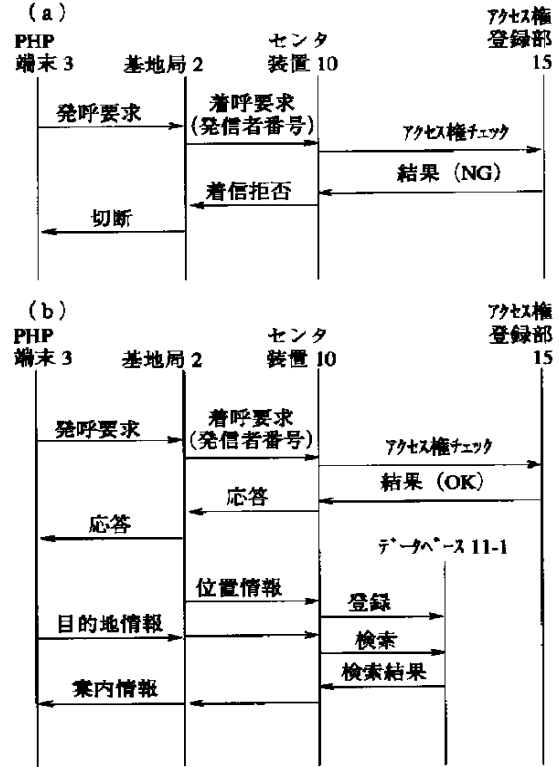 (a)
PHP
端末 3
基地局 2
センタ
装置 10
アクセス権
登録部
15
発呼要求
着呼要求
(発信者番号)
アクセス権チェック
結果 (NG)
着信拒否
切断
(b)
PHP
端末 3
基地局 2
センタ
装置 10
アクセス権
登録部
15
発呼要求
着呼要求
(発信者番号)
アクセス権チェック
結果 (OK)
応答
応答
データベース 11-1
位置情報
登録
目的地情報
検索
検索結果
案内情報